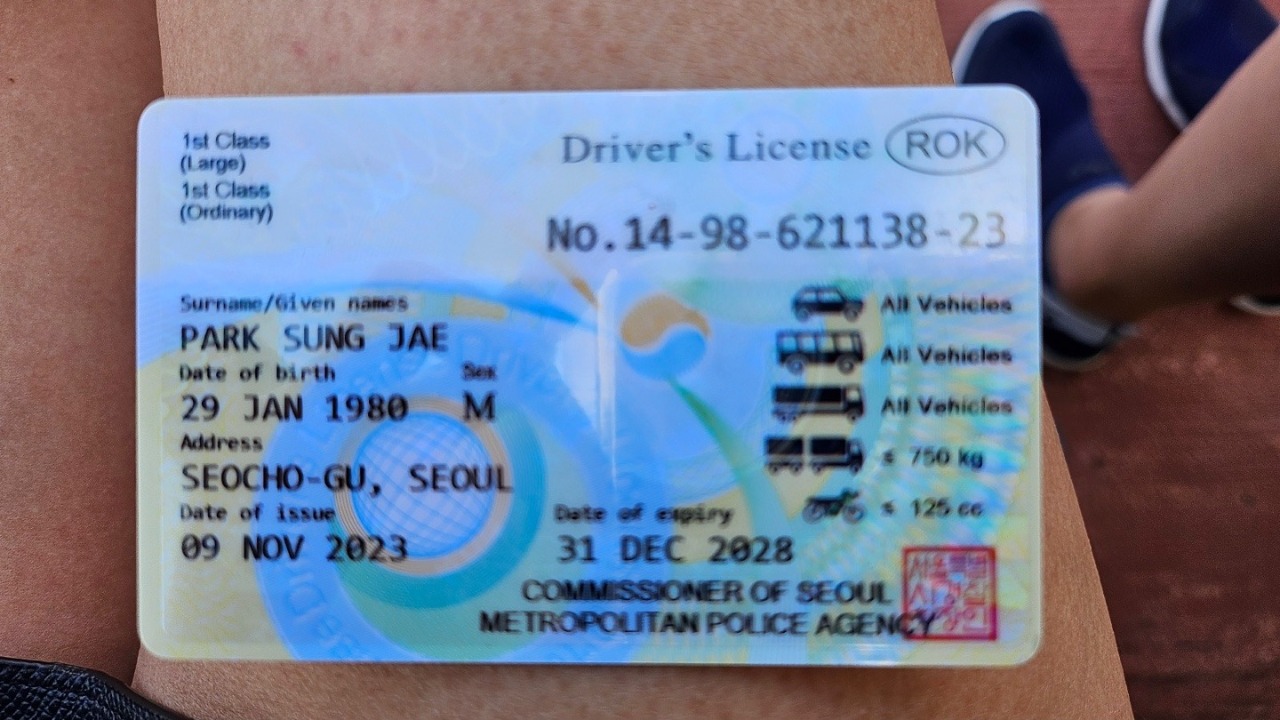 1st Class
(Large)
1st Class
(Ordinary)
Driver's License ROK
No.14-98-621138-23
Surname/Given names
PARK SUNG JAE
Date of birth Sex
29 JAN 1980 M
Address
SEOCHO-GU, SEOUL
Date of issue Date of expiry
09 NOV 2023 31 DEC 2028
All Vehicles
All Vehicles
All Vehicles
≤ 750 kg
≤ 125 cc
COMMISSIONER OF SEOUL
METROPOLITAN POLICE AGENCY